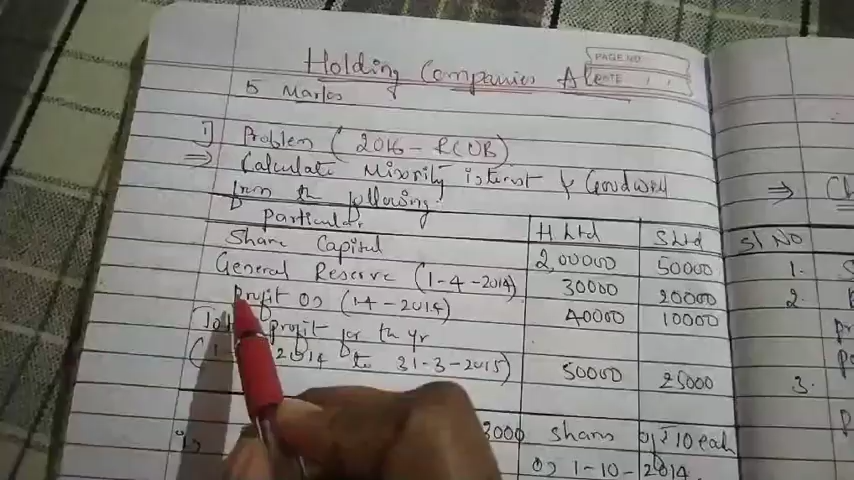 Holding Companies A/c
PAGE NO
DATE / /
5 Marks
1] Problem (2016 - RCUB)
⇒ Calculate Minority interest & Goodwill
from the following.
Particular H Ltd S Ltd
Share Capital 2,00000 50000
General Reserve (1-4-2014) 30000 20000
Profit on (1-4-2014) 40000 10000
profit for the yr
2014 to 31-3-2015) 50000 25000
3000 shares of ₹10 each
on 1-10-2014
⇒
Sl No
1.
2.
3.